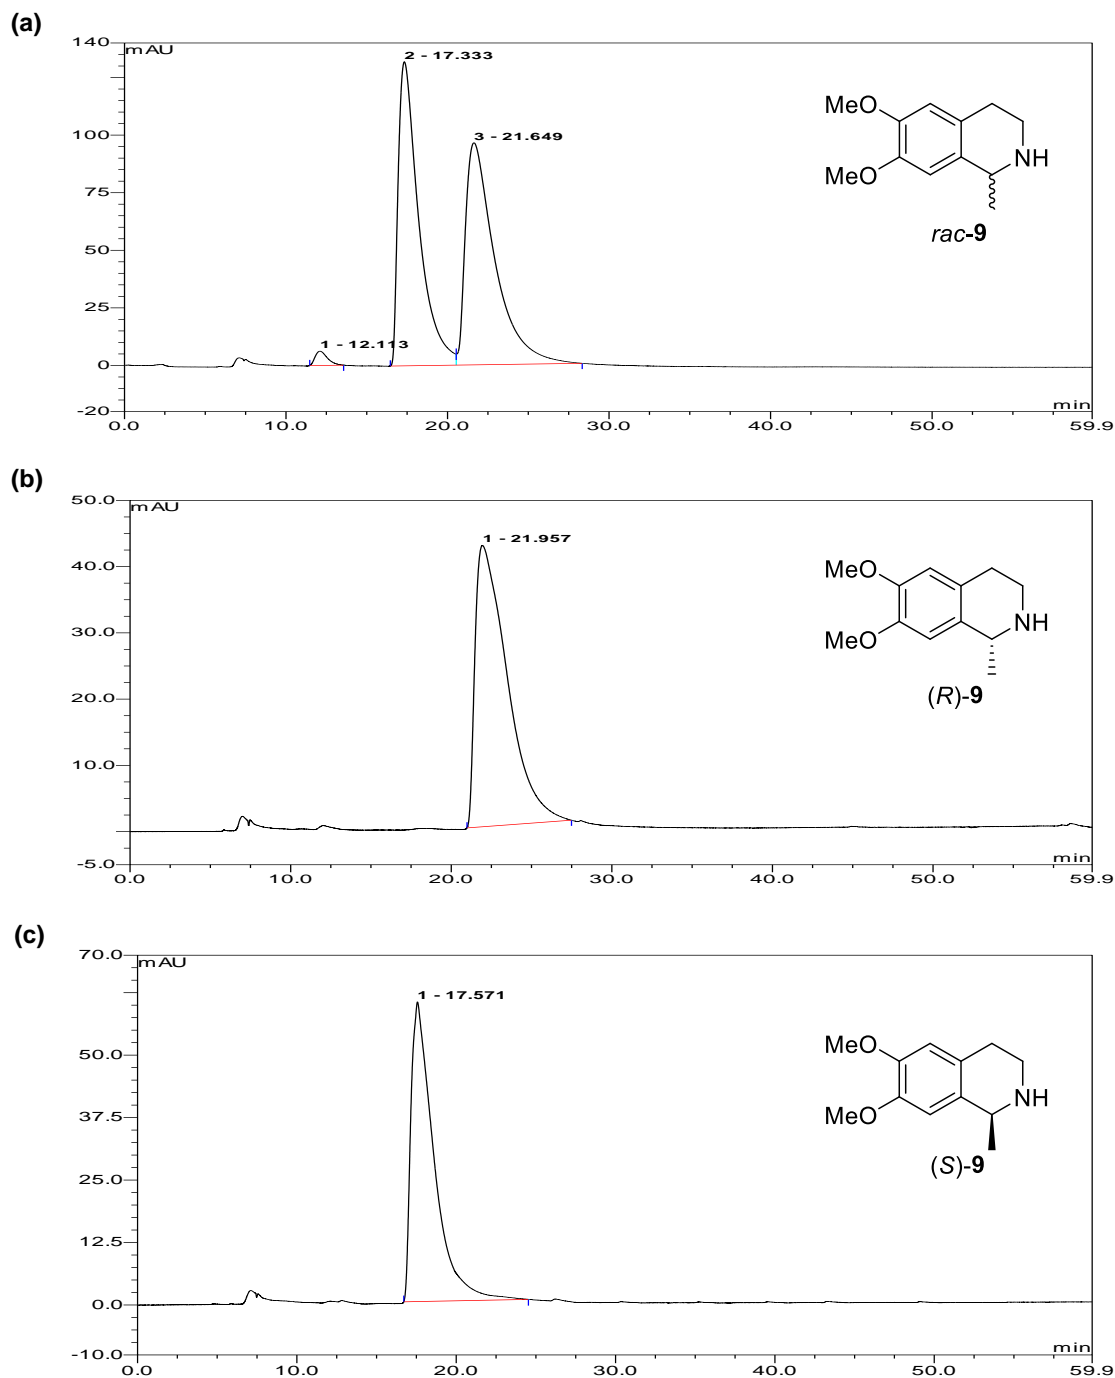 (a)
140
mAU
2 - 17.333
3 - 21.649
100
75
50
25
1 - 12.113
0
-20
min
0.0 10.0 20.0 30.0 40.0 50.0 59.9
MeO
MeO
NH
rac-9
(b)
50.0
mAU
1 - 21.957
40.0
30.0
20.0
10.0
-5.0
min
0.0 10.0 20.0 30.0 40.0 50.0 59.9
MeO
MeO
NH
(R)-9
(c)
70.0
mAU
1 - 17.571
50.0
37.5
25.0
12.5
0.0
-10.0
min
0.0 10.0 20.0 30.0 40.0 50.0 59.9
MeO
MeO
NH
(S)-9